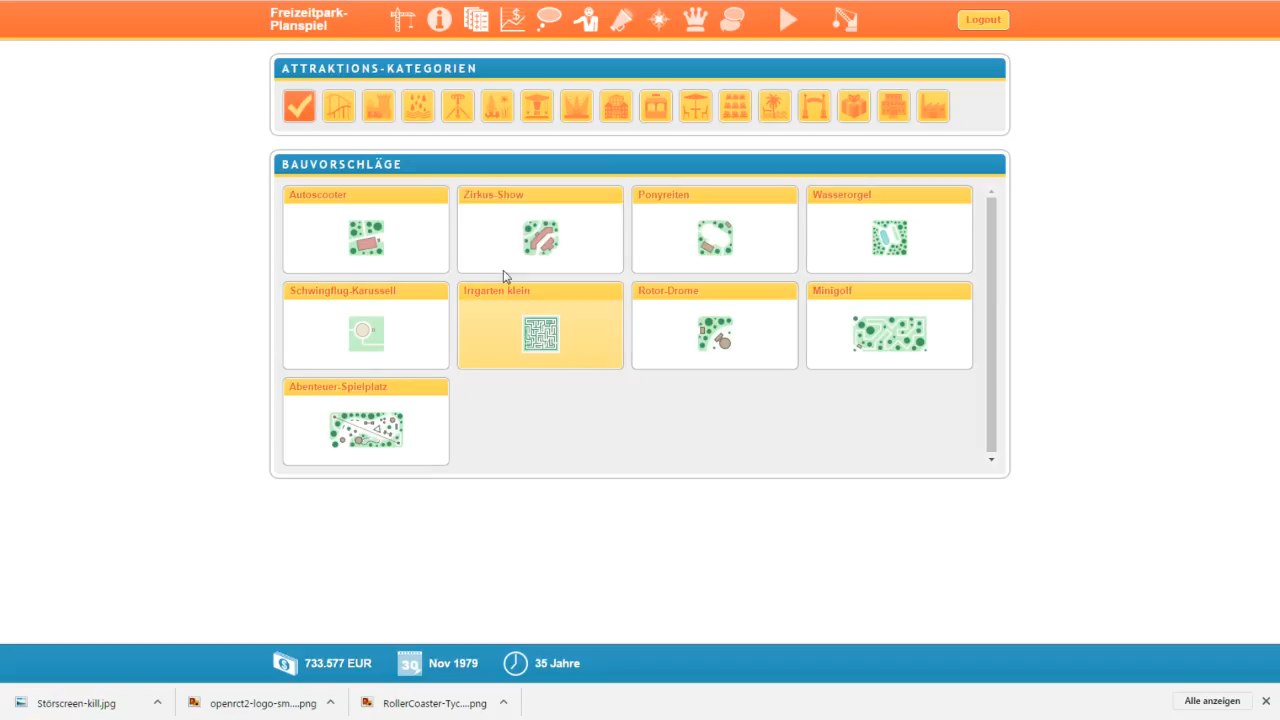 Freizeitpark-
Planspiel
Logout
ATTRAKTIONS-KATEGORIEN
BAUVORSCHLÄGE
Autoscooter
Zirkus-Show
Ponyreiten
Wasserorgel
Schwingflug-Karussell
Irrgarten klein
Rotor-Drome
Minigolf
Abenteuer-Spielplatz
733.577 EUR
30
Nov 1979
35 Jahre
Störscreen-kill.jpg
openrct2-logo-sm....png
RollerCoaster-Tyc....png
Alle anzeigen